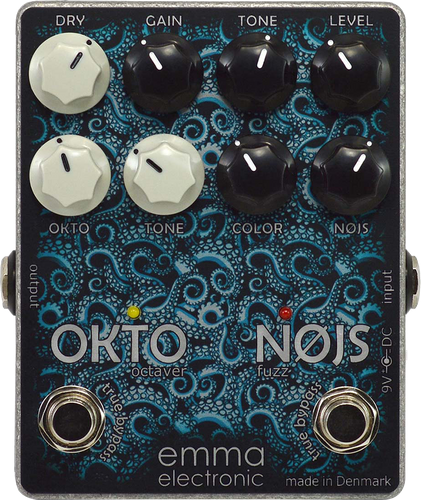 DRY GAIN TONE LEVEL
OKTO TONE COLOR NØJS
output
input
9V DC
OKTO NØJS
octaver fuzz
true bypass
true bypass
emma
electronic
made in Denmark